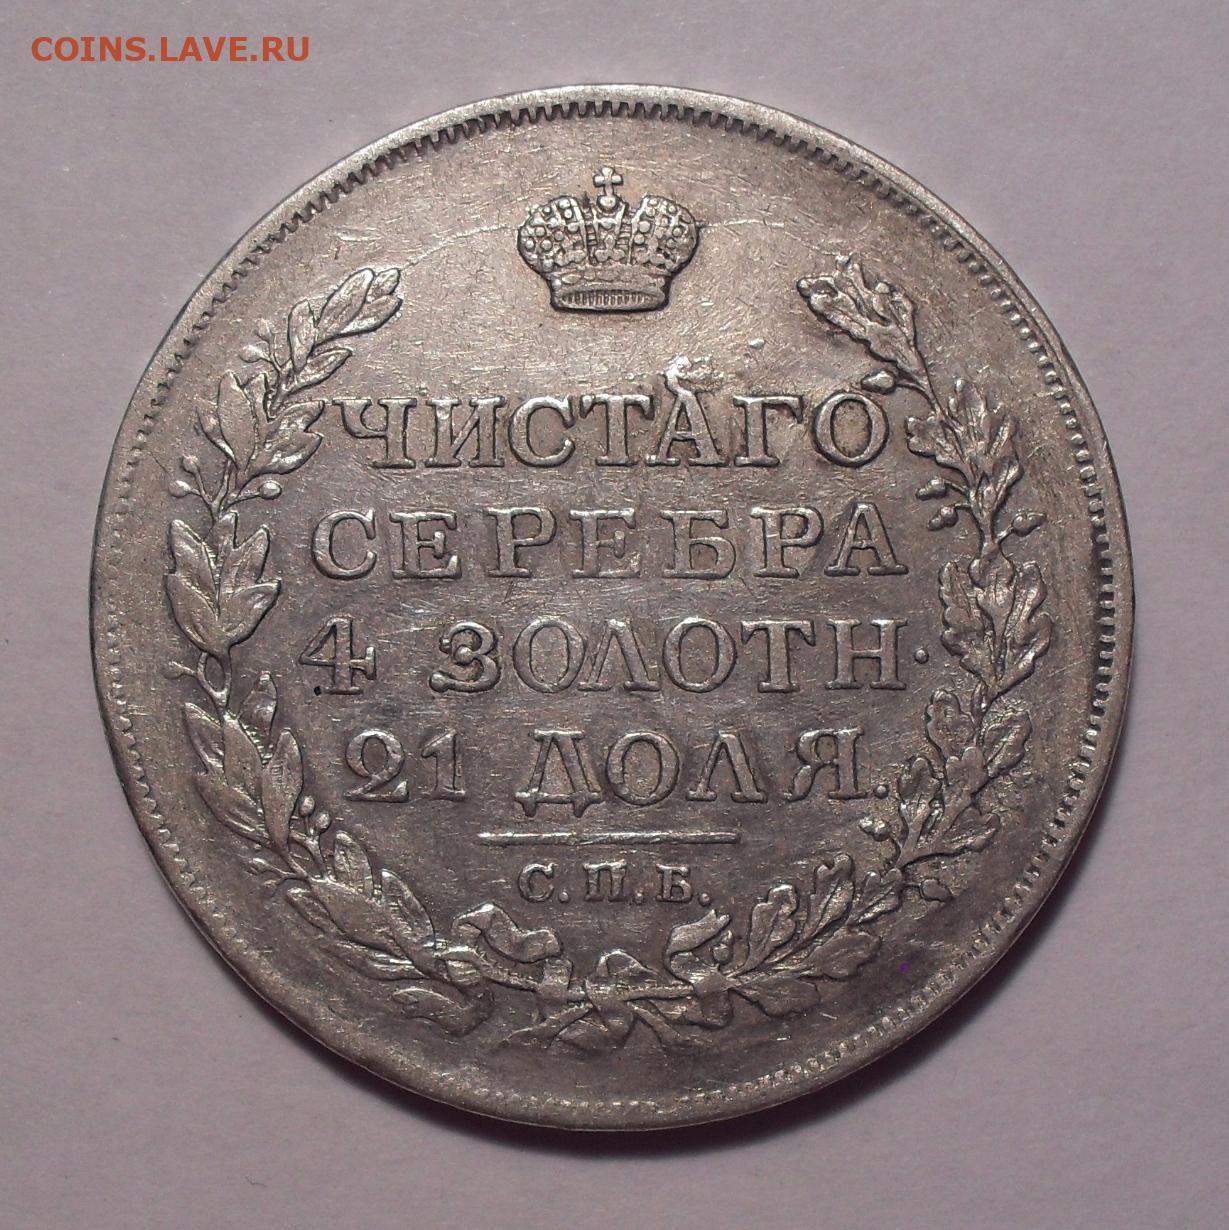 COINS.LAVE.RU
ЧИСТАГО
СЕРЕБРА
4 ЗОЛОТН.
21 ДОЛЯ.
С.П.Б.